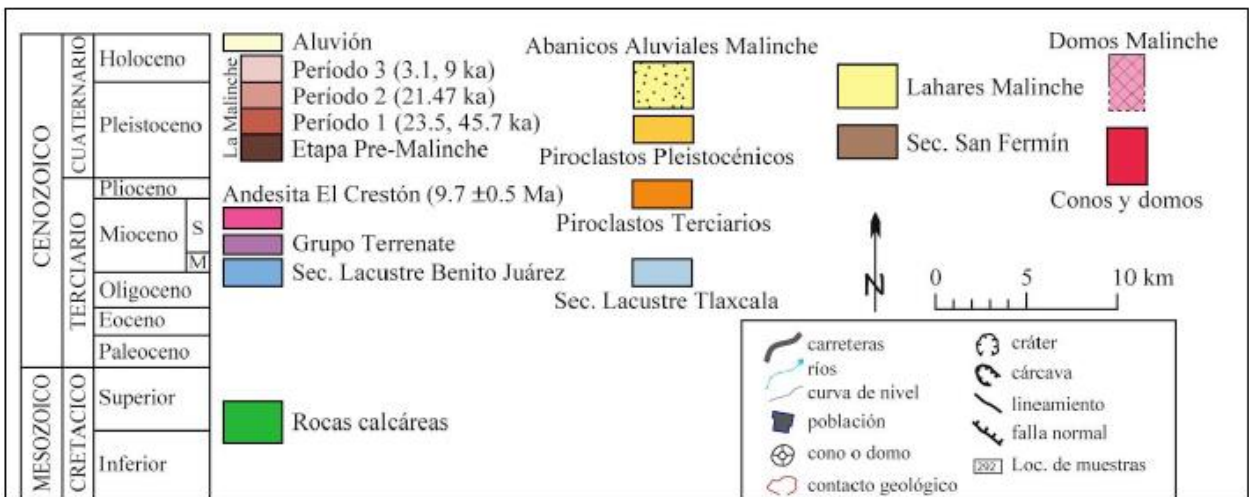 CENOZOICO
MESOZOICO
CUATERNARIO
TERCIARIO
CRETACICO
Holoceno
Pleistoceno
Plioceno
Mioceno
S
M
Oligoceno
Eoceno
Paleoceno
Superior
Inferior
Aluvión
La Malinche
Período 3 (3.1, 9 ka)
Período 2 (21.47 ka)
Período 1 (23.5, 45.7 ka)
Etapa Pre-Malinche
Andesita El Crestón (9.7 ±0.5 Ma)
Grupo Terrenate
Sec. Lacustre Benito Juárez
Rocas calcáreas
Abanicos Aluviales Malinche
Piroclastos Pleistocénicos
Piroclastos Terciarios
Sec. Lacustre Tlaxcala
Lahares Malinche
Sec. San Fermín
Domos Malinche
Conos y domos
N
0 5 10 km
carreteras
ríos
curva de nivel
población
cono o domo
contacto geológico
cráter
cárcava
lineamiento
falla normal
292 Loc. de muestras